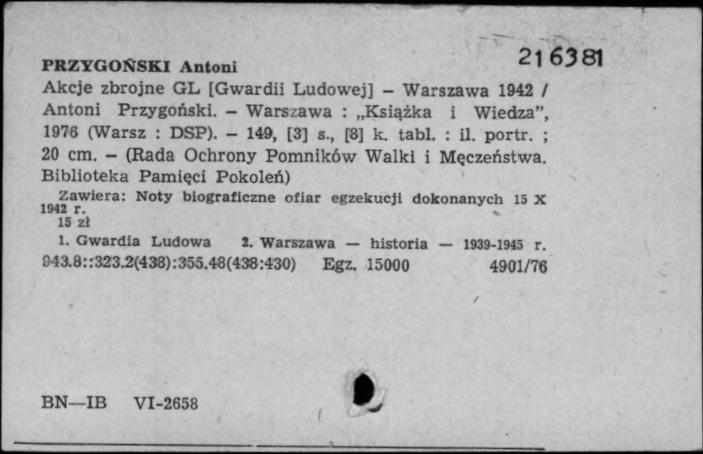 216381
PRZYGOŃSKI Antoni
Akcje zbrojne GL [Gwardii Ludowej] – Warszawa 1942 /
Antoni Przygoński. – Warszawa : „Książka i Wiedza”,
1976 (Warsz : DSP). – 149, [3] s., [8] k. tabl. : il. portr. ;
20 cm. – (Rada Ochrony Pomników Walki i Męczeństwa.
Biblioteka Pamięci Pokoleń)
Zawiera: Noty biograficzne ofiar egzekucji dokonanych 15 X
1942 r.
15 zł
1. Gwardia Ludowa 2. Warszawa — historia — 1939-1945 r.
943.8::323.2(438):355.48(438:430) Egz. 15000 4901/76
BN—IB VI-2658